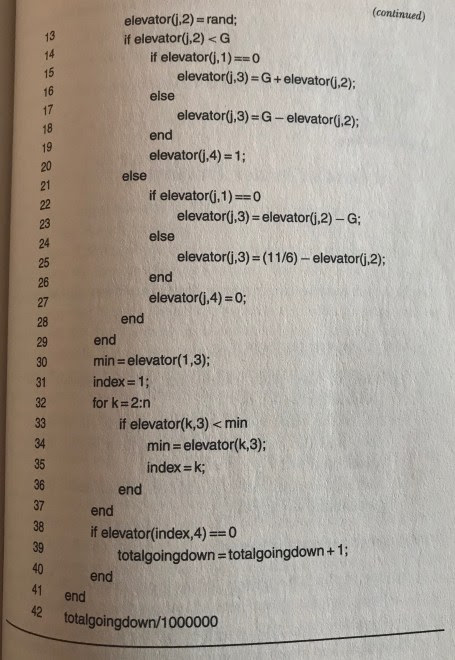 (continued)
13 elevator(j,2)=rand;
14 if elevator(j,2) < G
15 if elevator(j,1)==0
16 elevator(j,3)=G+elevator(j,2);
17 else
18 elevator(j,3)=G−elevator(j,2);
19 end
20 elevator(j,4)=1;
21 else
22 if elevator(j,1)==0
23 elevator(j,3)=elevator(j,2)−G;
24 else
25 elevator(j,3)=(11/6)−elevator(j,2);
26 end
27 elevator(j,4)=0;
28 end
29 end
30 min=elevator(1,3);
31 index=1;
32 for k=2:n
33 if elevator(k,3) < min
34 min=elevator(k,3);
35 index=k;
36 end
37 end
38 if elevator(index,4)==0
39 totalgoingdown=totalgoingdown+1;
40 end
41 end
42 totalgoingdown/1000000